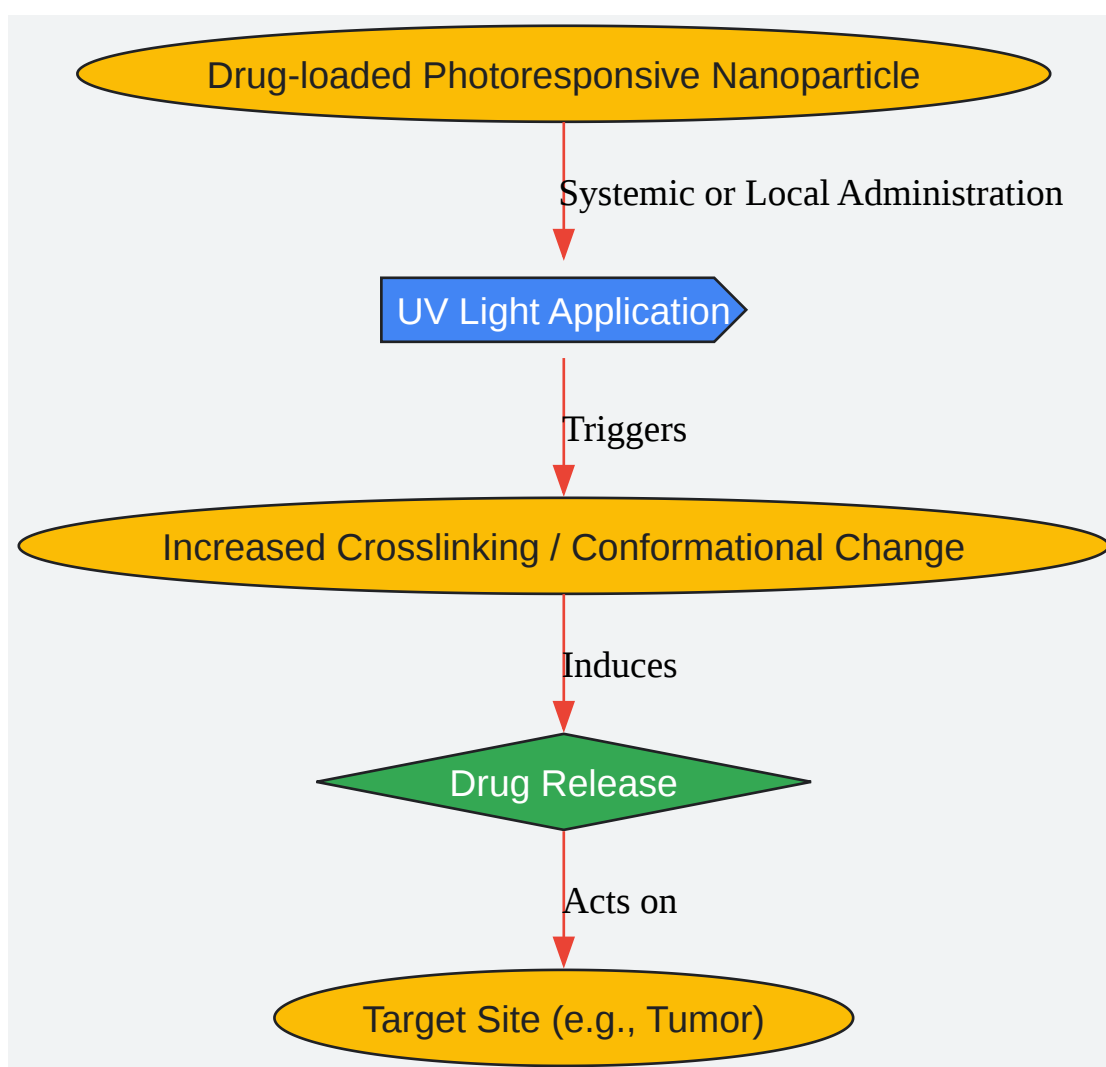 Drug-loaded Photoresponsive Nanoparticle
Systemic or Local Administration
UV Light Application
Triggers
Increased Crosslinking / Conformational Change
Induces
Drug Release
Acts on
Target Site (e.g., Tumor)